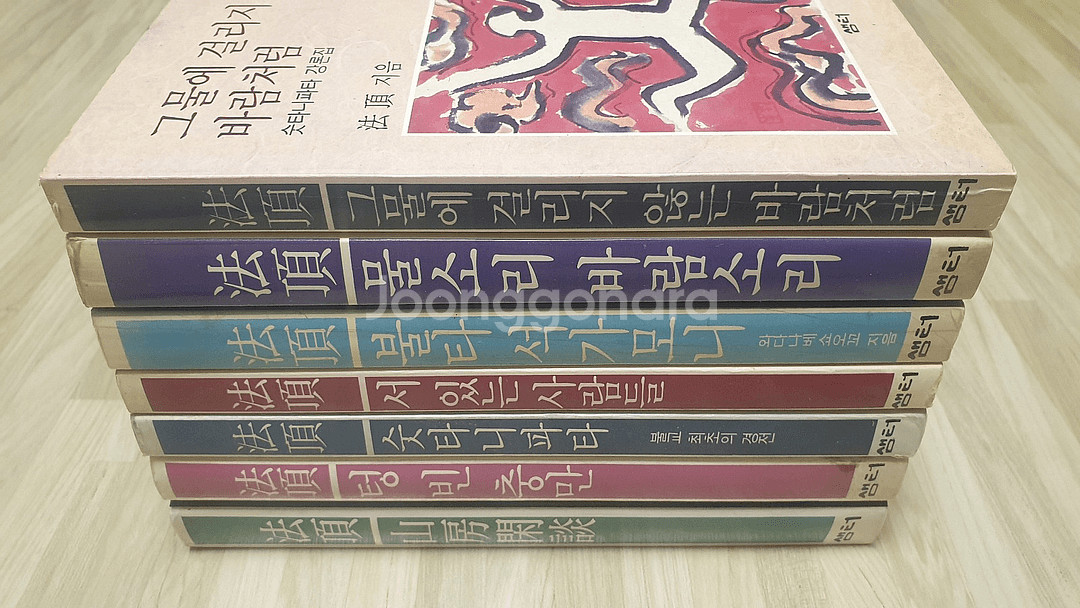 그물에 걸리지
바람처럼
숫타니파타 강론집
法頂 지음
샘터
法頂 그물에 걸리지 않는 바람처럼 샘터
法頂 물소리 바람소리 샘터
Joonggonara
法頂 불타 석가모니 와타나베 쇼오꼬 지음 샘터
法頂 서 있는 사람들 샘터
法頂 숫타니파타 불교 최초의 경전 샘터
法頂 텅 빈 충만 샘터
法頂 山房閑談 샘터